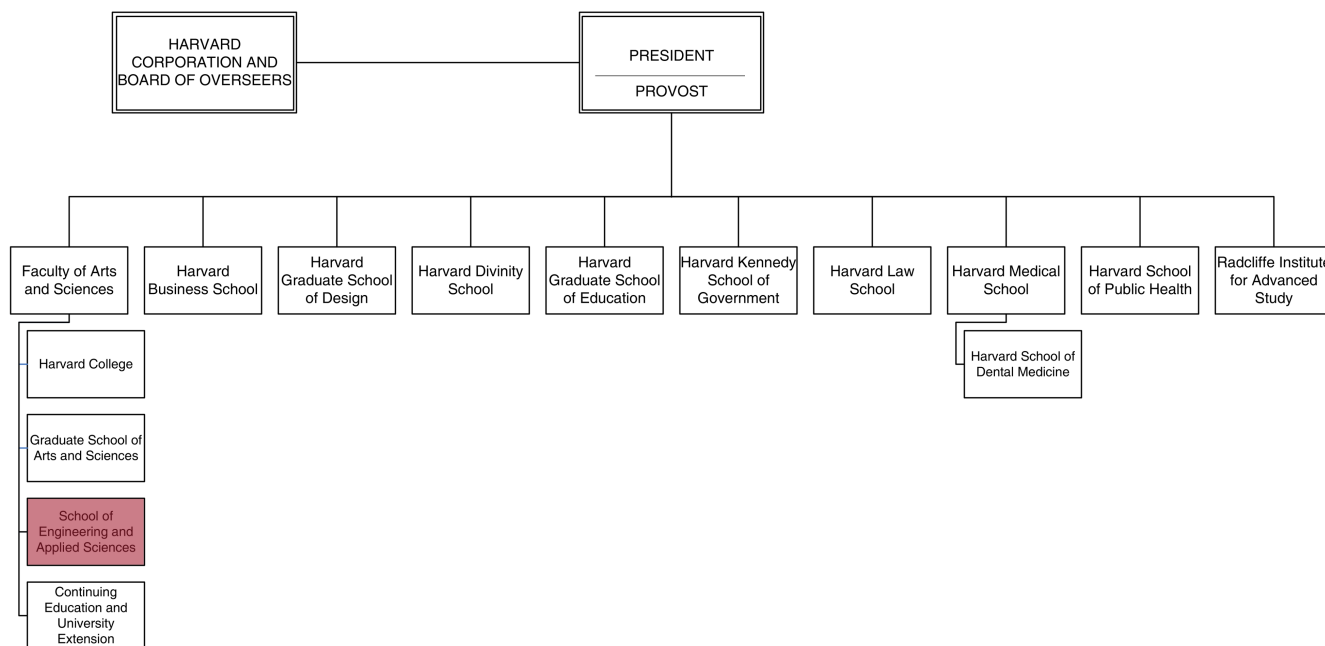 HARVARD
CORPORATION AND
BOARD OF OVERSEERS
PRESIDENT
PROVOST
Faculty of Arts
and Sciences
Harvard
Business School
Harvard
Graduate School
of Design
Harvard Divinity
School
Harvard
Graduate School
of Education
Harvard Kennedy
School of
Government
Harvard Law
School
Harvard Medical
School
Harvard School
of Public Health
Radcliffe Institute
for Advanced
Study
Harvard College
Graduate School of
Arts and Sciences
School of
Engineering and
Applied Sciences
Continuing
Education and
University
Extension
Harvard School of
Dental Medicine